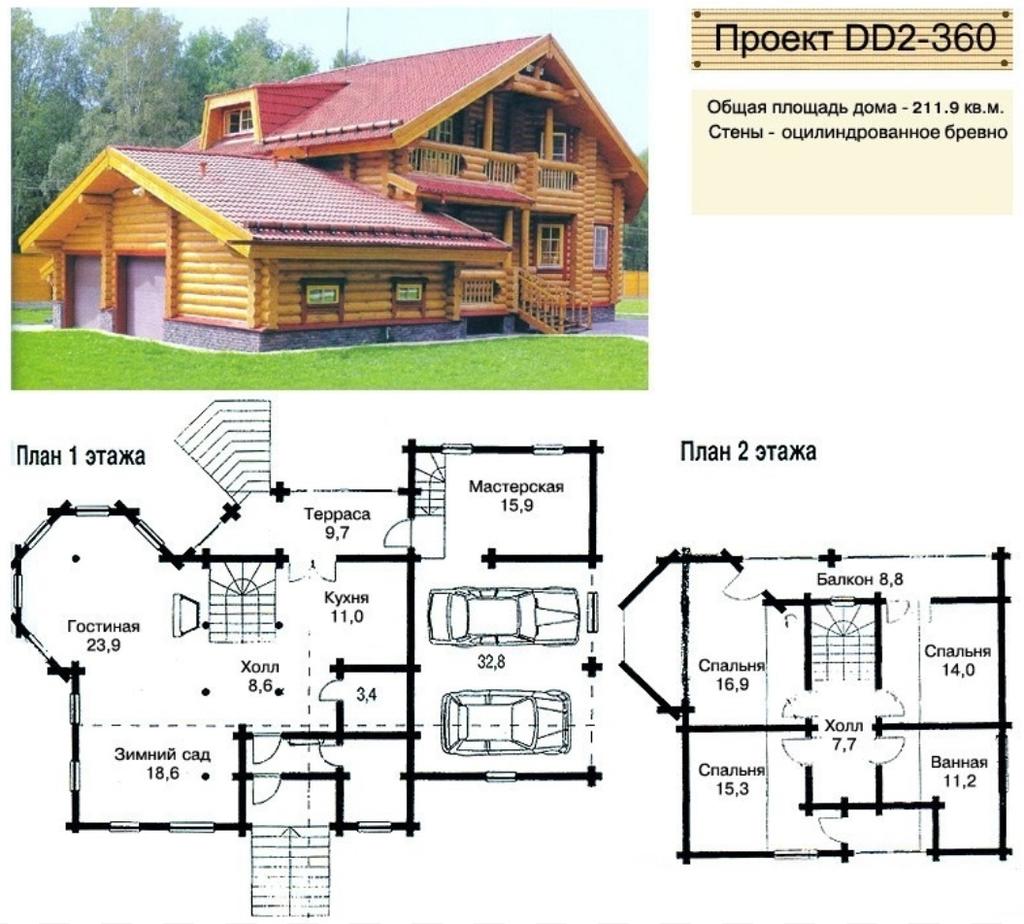 Проект DD2-360
Общая площадь дома - 211.9 кв.м.
Стены - оцилиндрованное бревно
План 1 этажа
Мастерская
15,9
Терраса
9,7
Кухня
11,0
Гостиная
23,9
Холл
8,6
3,4
32,8
Зимний сад
18,6
План 2 этажа
Балкон 8,8
Спальня
16,9
Спальня
14,0
Холл
7,7
Спальня
15,3
Ванная
11,2